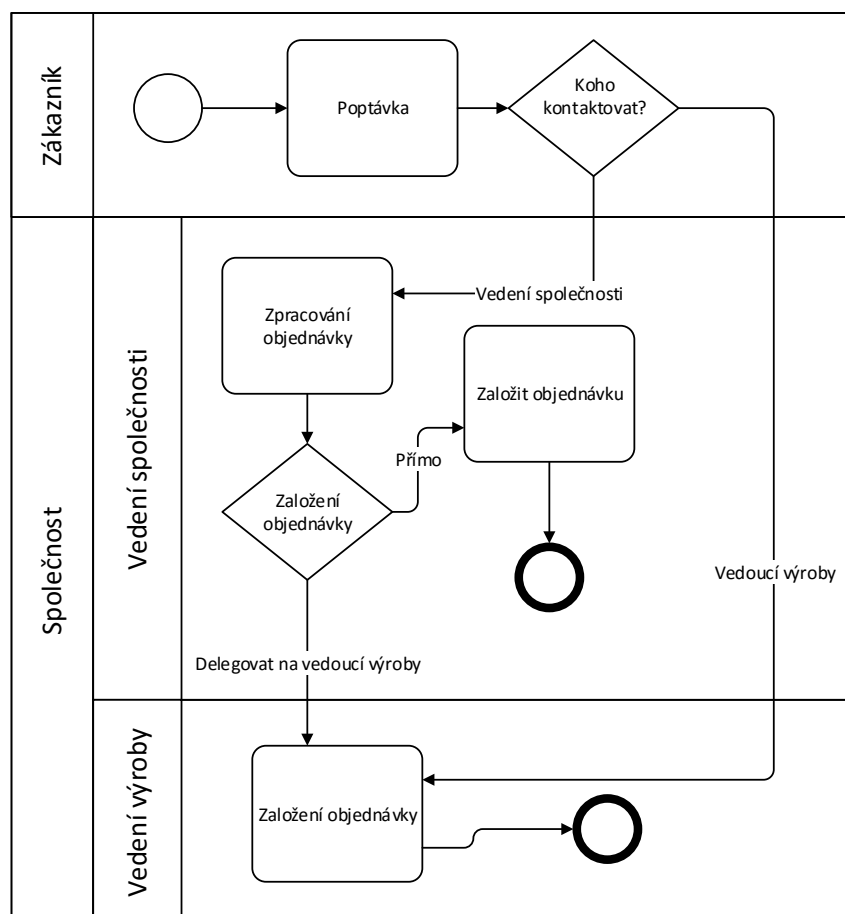 Zákazník
Poptávka
Koho
kontaktovat?
Společnost
Vedení společnosti
Vedení společnosti
Zpracování
objednávky
Založit objednávku
Přímo
Založení
objednávky
Vedoucí výroby
Delegovat na vedoucí výroby
Vedení výroby
Založení objednávky